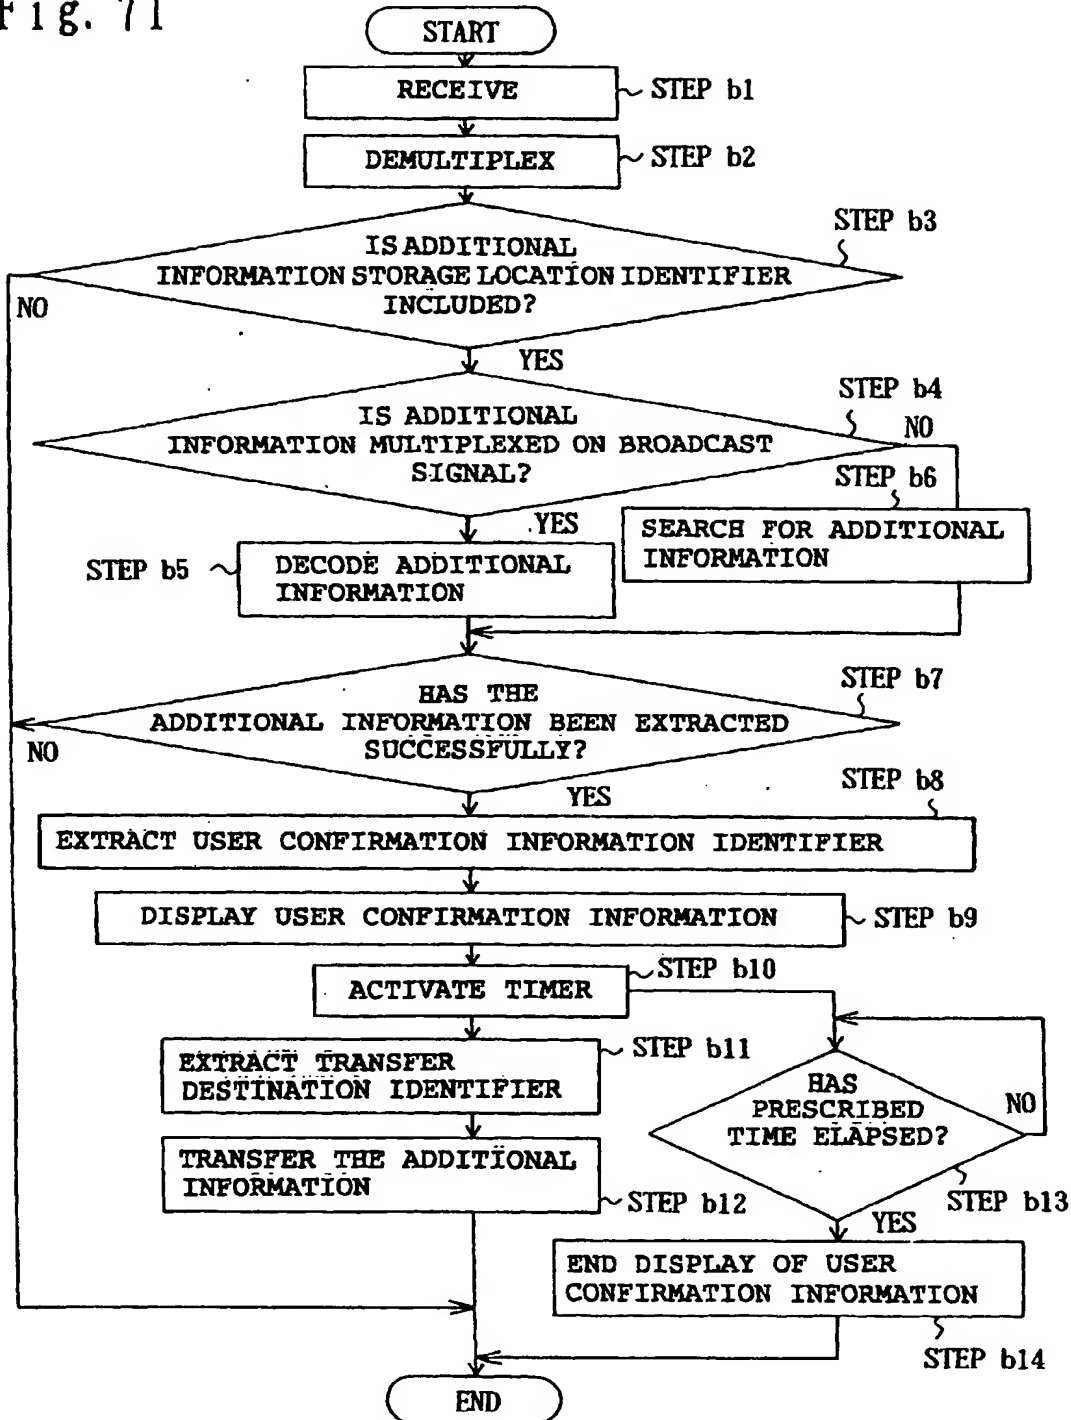 Fig. 71
START
RECEIVE
STEP b1
DEMULTIPLEX
STEP b2
STEP b3
IS ADDITIONAL
INFORMATION STORAGE LOCATION IDENTIFIER
INCLUDED?
NO
YES
STEP b4
IS ADDITIONAL
INFORMATION MULTIPLEXED ON BROADCAST
SIGNAL?
NO
STEP b6
YES
SEARCH FOR ADDITIONAL
INFORMATION
STEP b5
DECODE ADDITIONAL
INFORMATION
STEP b7
HAS THE
ADDITIONAL INFORMATION BEEN EXTRACTED
SUCCESSFULLY?
NO
YES
STEP b8
EXTRACT USER CONFIRMATION INFORMATION IDENTIFIER
DISPLAY USER CONFIRMATION INFORMATION
STEP b9
STEP b10
ACTIVATE TIMER
STEP b11
EXTRACT TRANSFER
DESTINATION IDENTIFIER
HAS
PRESCRIBED
TIME ELAPSED?
NO
TRANSFER THE ADDITIONAL
INFORMATION
STEP b12
STEP b13
YES
END DISPLAY OF USER
CONFIRMATION INFORMATION
STEP b14
END